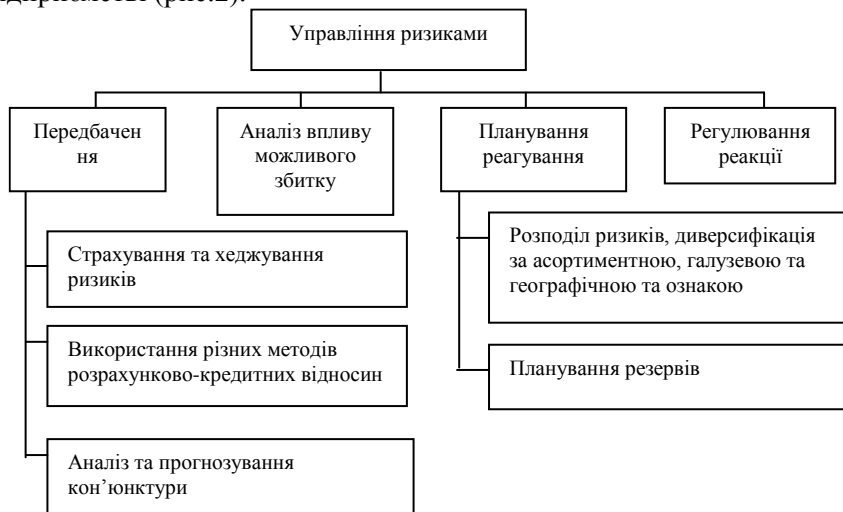 (рис.2).
Управління ризиками
Передбачен
ня
Аналіз впливу
можливого
збитку
Планування
реагування
Регулювання
реакції
Страхування та хеджування
ризиків
Розподіл ризиків, диверсифікація
за асортиментною, галузевою та
географічною та ознакою
Використання різних методів
розрахунково-кредитних відносин
Планування резервів
Аналіз та прогнозування
кон’юнктури